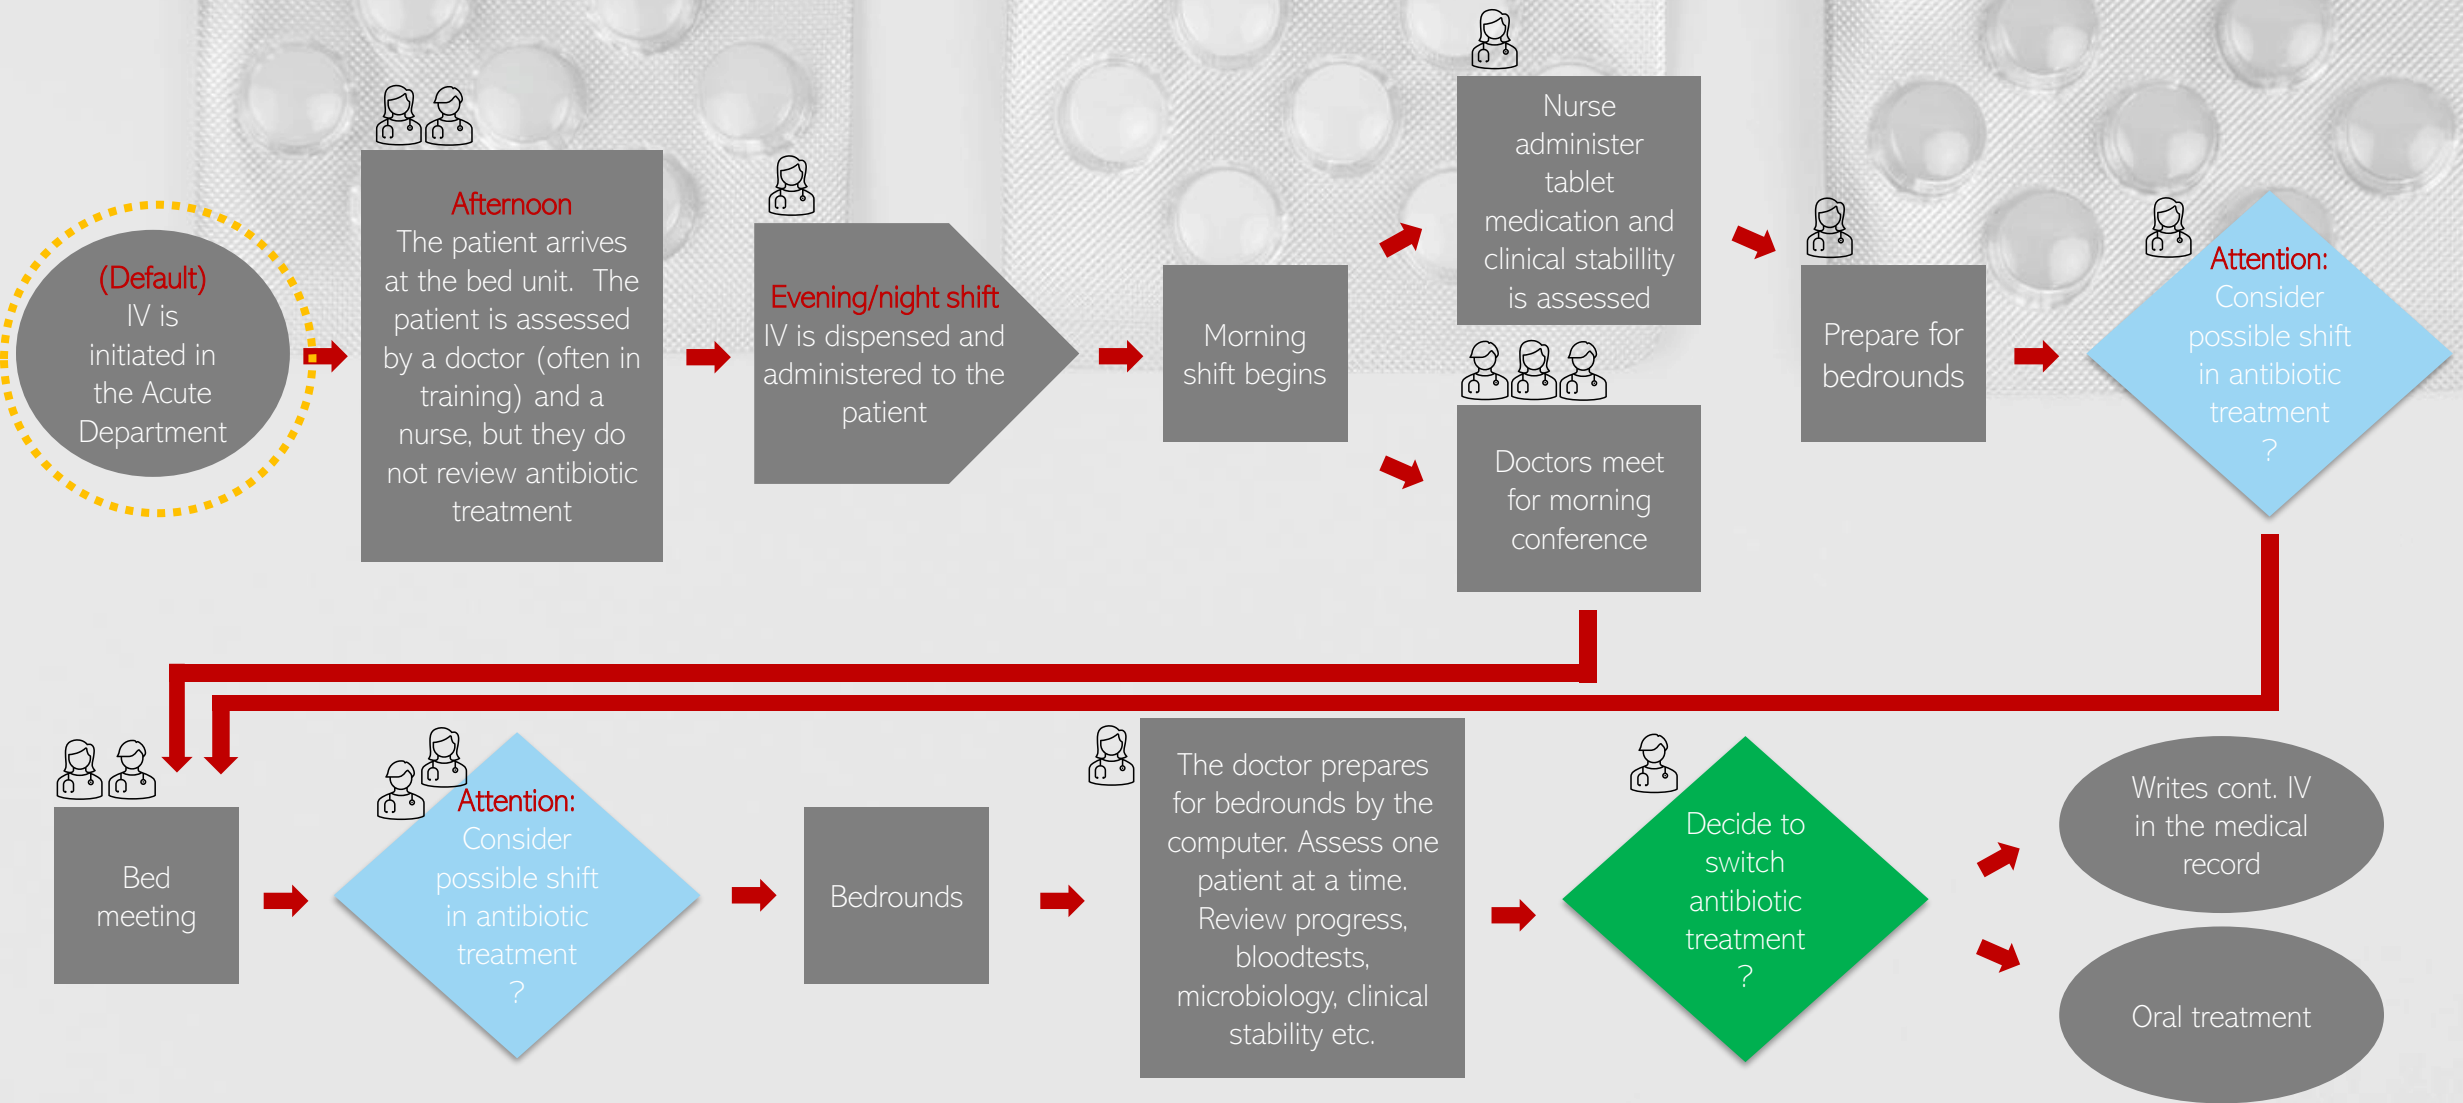 (Default)
IV is
initiated in
the Acute
Department
Afternoon
The patient arrives
at the bed unit. The
patient is assessed
by a doctor (often in
training) and a
nurse, but they do
not review antibiotic
treatment
Evening/night shift
IV is dispensed and
administered to the
patient
Morning
shift begins
Nurse
administer
tablet
medication and
clinical stabillity
is assessed
Doctors meet
for morning
conference
Prepare for
bedrounds
Attention:
Consider
possible shift
in antibiotic
treatment
?
Bed
meeting
Attention:
Consider
possible shift
in antibiotic
treatment
?
Bedrounds
The doctor prepares
for bedrounds by the
computer. Assess one
patient at a time.
Review progress,
bloodtests,
microbiology, clinical
stability etc.
Decide to
switch
antibiotic
treatment
?
Writes cont. IV
in the medical
record
Oral treatment